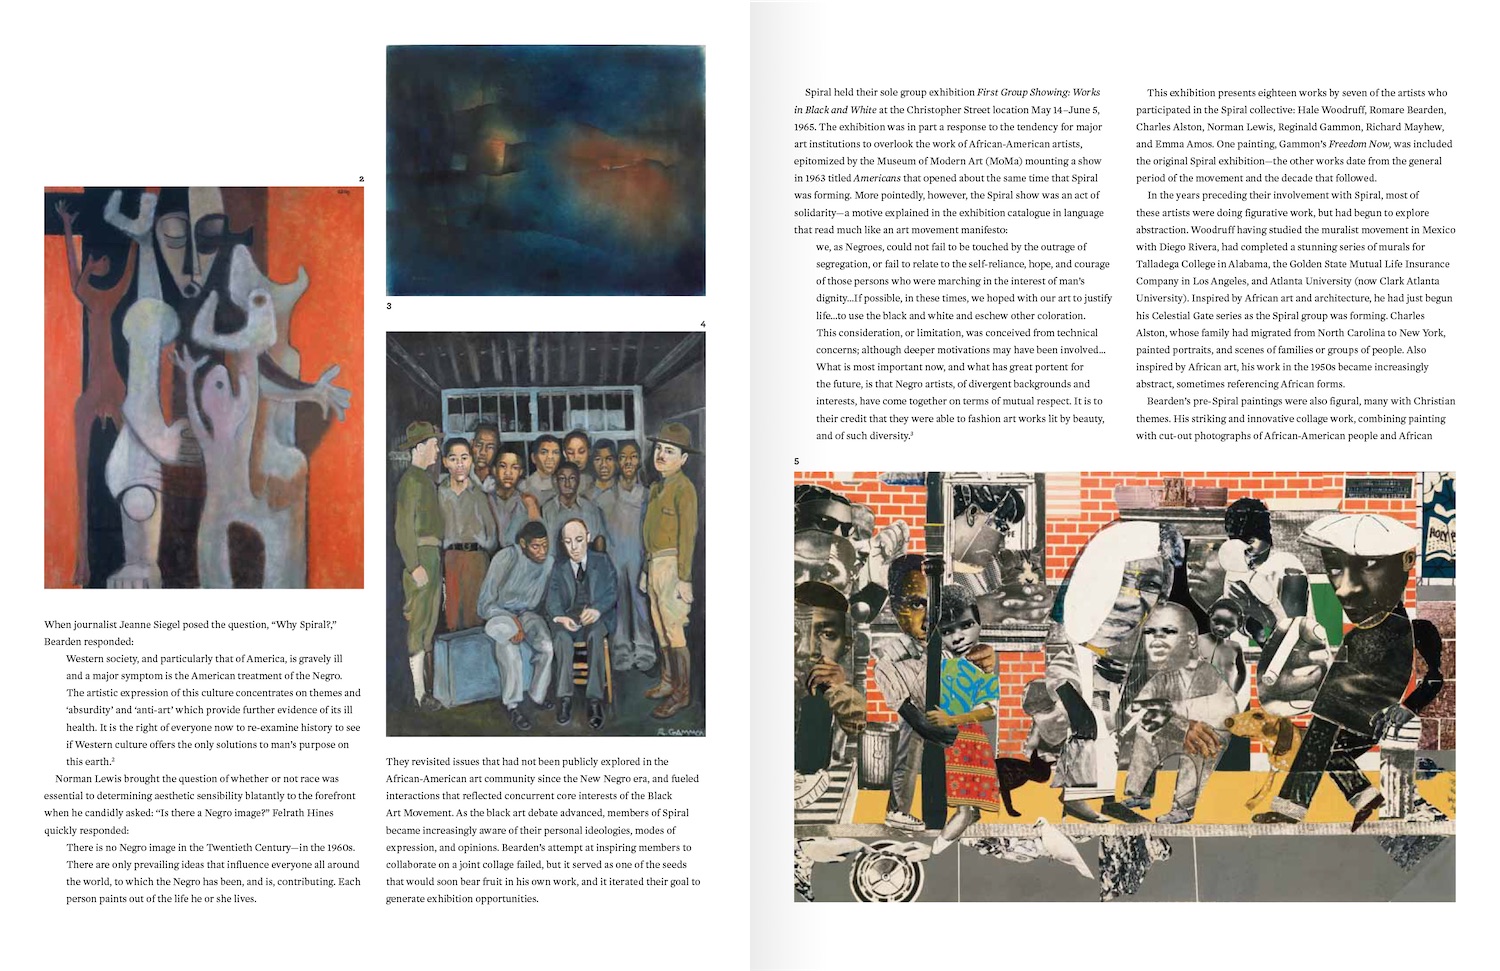 2
3
4
R. GAMMON
When journalist Jeanne Siegel posed the question, “Why Spiral?,”
Bearden responded:
Western society, and particularly that of America, is gravely ill
and a major symptom is the American treatment of the Negro.
The artistic expression of this culture concentrates on themes and
‘absurdity’ and ‘anti-art’ which provide further evidence of its ill
health. It is the right of everyone now to re-examine history to see
if Western culture offers the only solutions to man’s purpose on
this earth.²
Norman Lewis brought the question of whether or not race was
essential to determining aesthetic sensibility blatantly to the forefront
when he candidly asked: “Is there a Negro image?” Felrath Hines
quickly responded:
There is no Negro image in the Twentieth Century—in the 1960s.
There are only prevailing ideas that influence everyone all around
the world, to which the Negro has been, and is, contributing. Each
person paints out of the life he or she lives.
They revisited issues that had not been publicly explored in the
African-American art community since the New Negro era, and fueled
interactions that reflected concurrent core interests of the Black
Art Movement. As the black art debate advanced, members of Spiral
became increasingly aware of their personal ideologies, modes of
expression, and opinions. Bearden’s attempt at inspiring members to
collaborate on a joint collage failed, but it served as one of the seeds
that would soon bear fruit in his own work, and it iterated their goal to
generate exhibition opportunities.
Spiral held their sole group exhibition First Group Showing: Works
in Black and White at the Christopher Street location May 14–June 5,
1965. The exhibition was in part a response to the tendency for major
art institutions to overlook the work of African-American artists,
epitomized by the Museum of Modern Art (MoMa) mounting a show
in 1963 titled Americans that opened about the same time that Spiral
was forming. More pointedly, however, the Spiral show was an act of
solidarity—a motive explained in the exhibition catalogue in language
that read much like an art movement manifesto:
we, as Negroes, could not fail to be touched by the outrage of
segregation, or fail to relate to the self-reliance, hope, and courage
of those persons who were marching in the interest of man’s
dignity...If possible, in these times, we hoped with our art to justify
life...to use the black and white and eschew other coloration.
This consideration, or limitation, was conceived from technical
concerns; although deeper motivations may have been involved...
What is most important now, and what has great portent for
the future, is that Negro artists, of divergent backgrounds and
interests, have come together on terms of mutual respect. It is to
their credit that they were able to fashion art works lit by beauty,
and of such diversity.³
This exhibition presents eighteen works by seven of the artists who
participated in the Spiral collective: Hale Woodruff, Romare Bearden,
Charles Alston, Norman Lewis, Reginald Gammon, Richard Mayhew,
and Emma Amos. One painting, Gammon’s Freedom Now, was included
the original Spiral exhibition—the other works date from the general
period of the movement and the decade that followed.
In the years preceding their involvement with Spiral, most of
these artists were doing figurative work, but had begun to explore
abstraction. Woodruff having studied the muralist movement in Mexico
with Diego Rivera, had completed a stunning series of murals for
Talladega College in Alabama, the Golden State Mutual Life Insurance
Company in Los Angeles, and Atlanta University (now Clark Atlanta
University). Inspired by African art and architecture, he had just begun
his Celestial Gate series as the Spiral group was forming. Charles
Alston, whose family had migrated from North Carolina to New York,
painted portraits, and scenes of families or groups of people. Also
inspired by African art, his work in the 1950s became increasingly
abstract, sometimes referencing African forms.
Bearden’s pre-Spiral paintings were also figural, many with Christian
themes. His striking and innovative collage work, combining painting
with cut-out photographs of African-American people and African
5